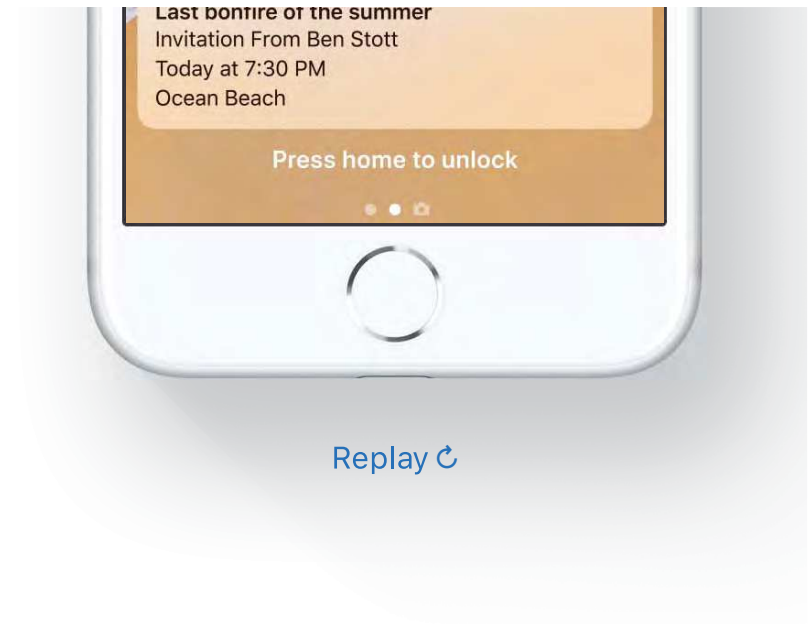 Last bonfire of the summer
Invitation From Ben Stott
Today at 7:30 PM
Ocean Beach
Press home to unlock
Replay